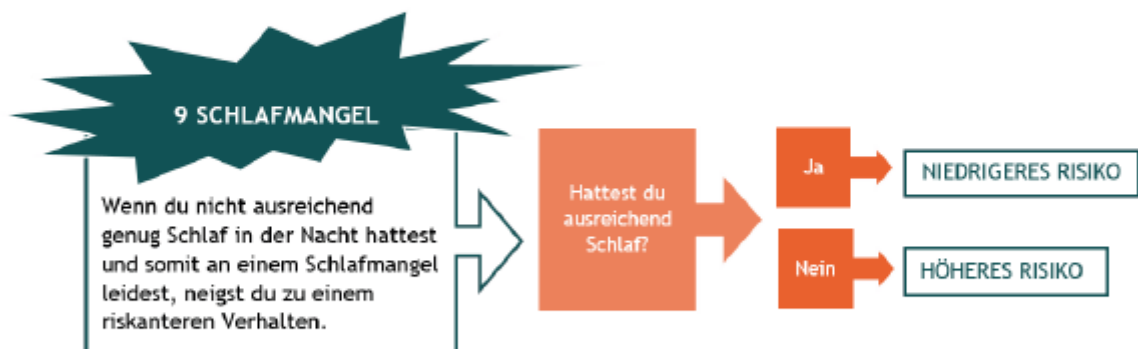 9 SCHLAFMANGEL
Wenn du nicht ausreichend
genug Schlaf in der Nacht hattest
und somit an einem Schlafmangel
leidest, neigst du zu einem
riskanteren Verhalten.
Hattest du
ausreichend
Schlaf?
Ja
NIEDRIGERES RISIKO
Nein
HÖHERES RISIKO